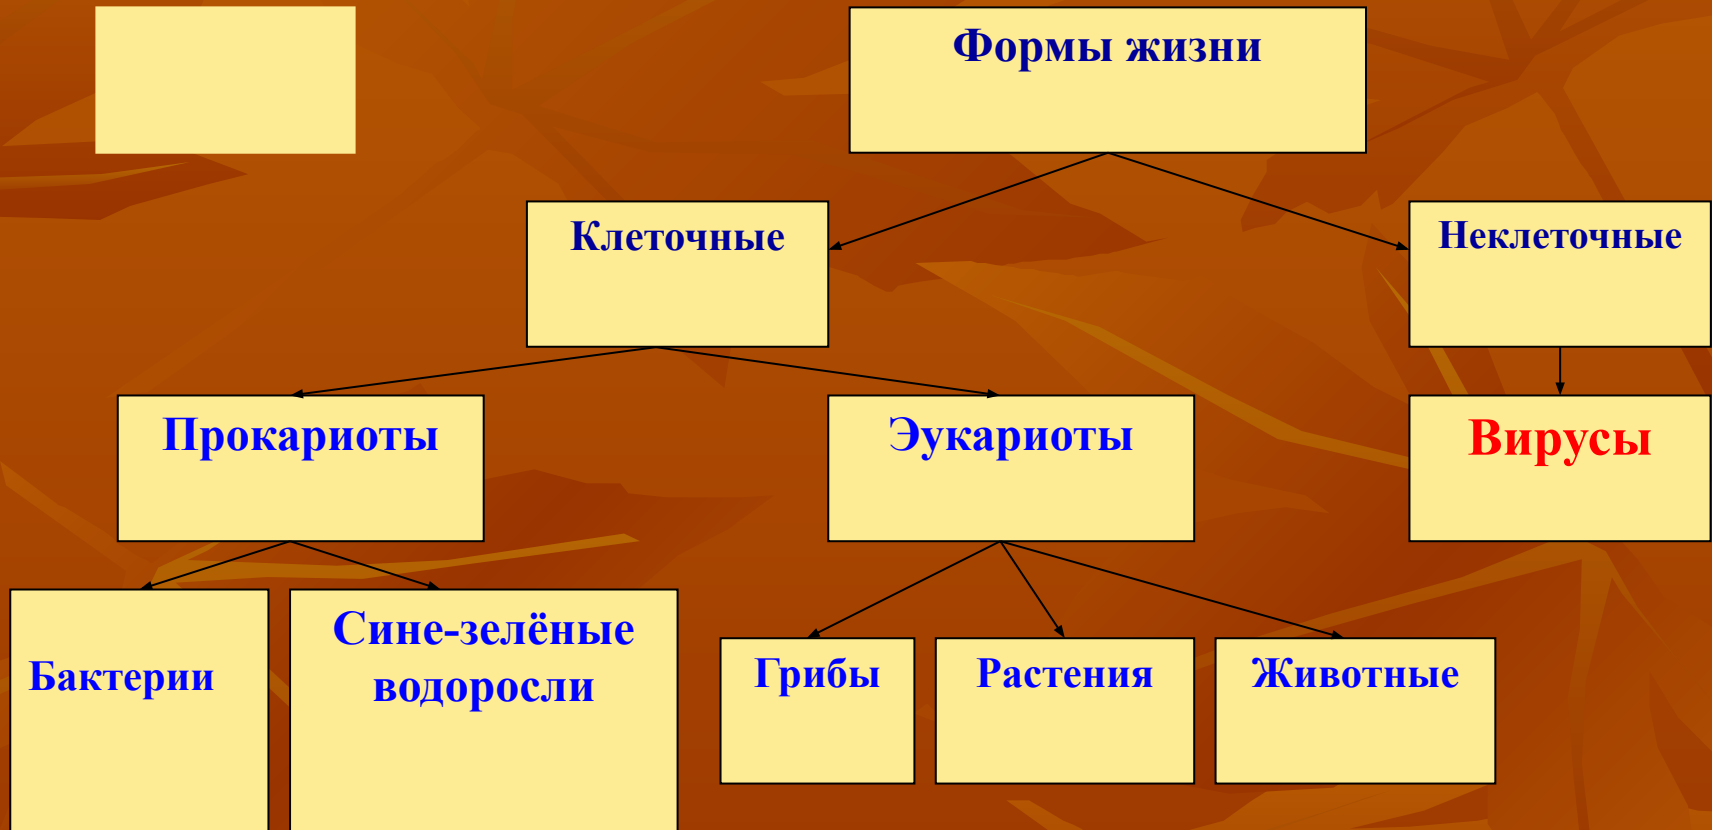 Формы жизни
Клеточные
Неклеточные
Прокариоты
Эукариоты
Вирусы
Бактерии
Сине-зелёные
водоросли
Грибы
Растения
Животные